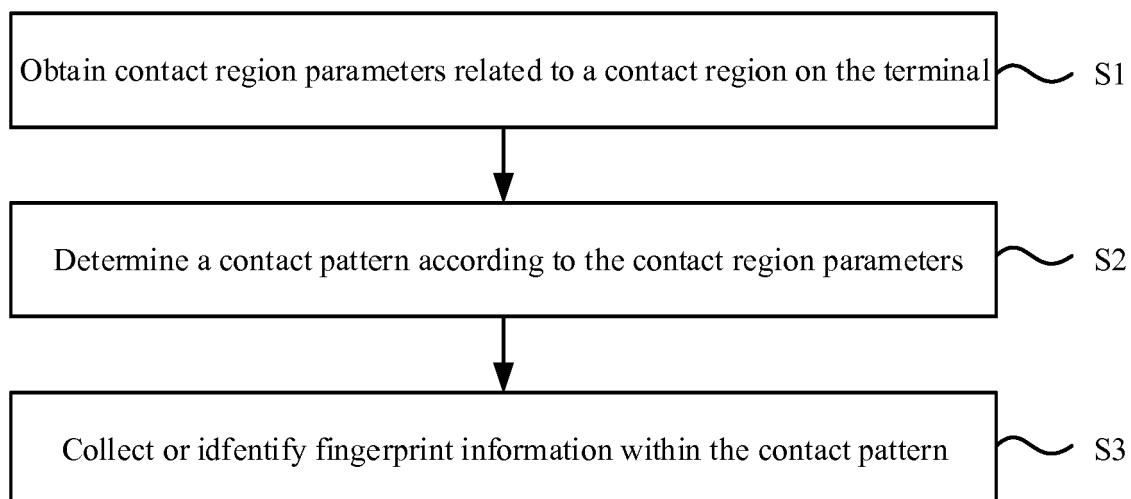 Obtain contact region parameters related to a contact region on the terminal
S1
Determine a contact pattern according to the contact region parameters
S2
Collect or idfentify fingerprint information within the contact pattern
S3